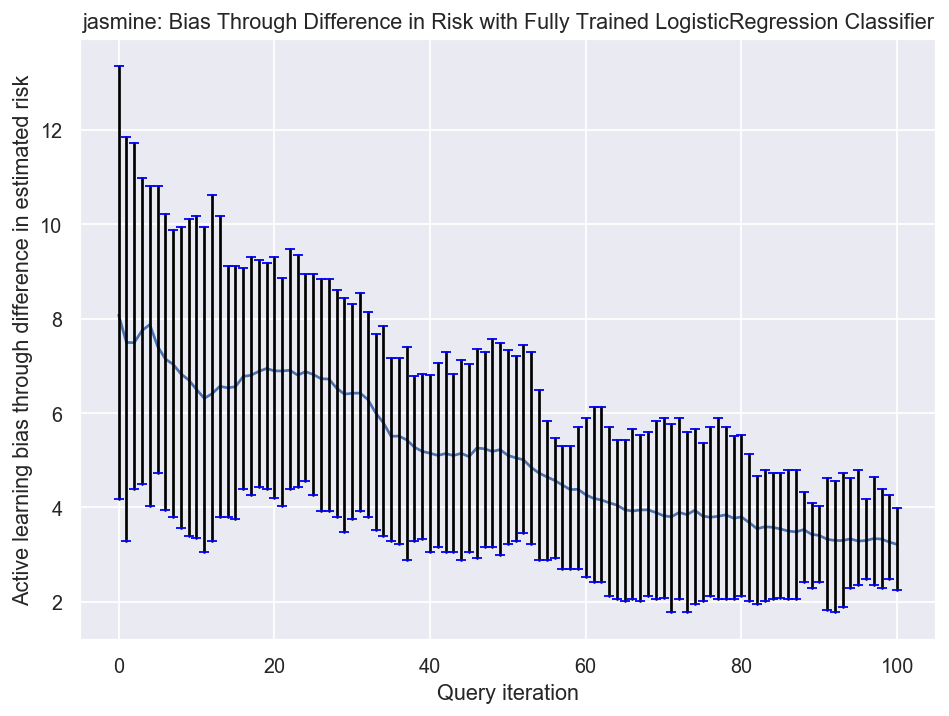 jasmine: Bias Through Difference in Risk with Fully Trained LogisticRegression Classifier
Active learning bias through difference in estimated risk
12
10
8
6
4
2
0 20 40 60 80 100
Query iteration